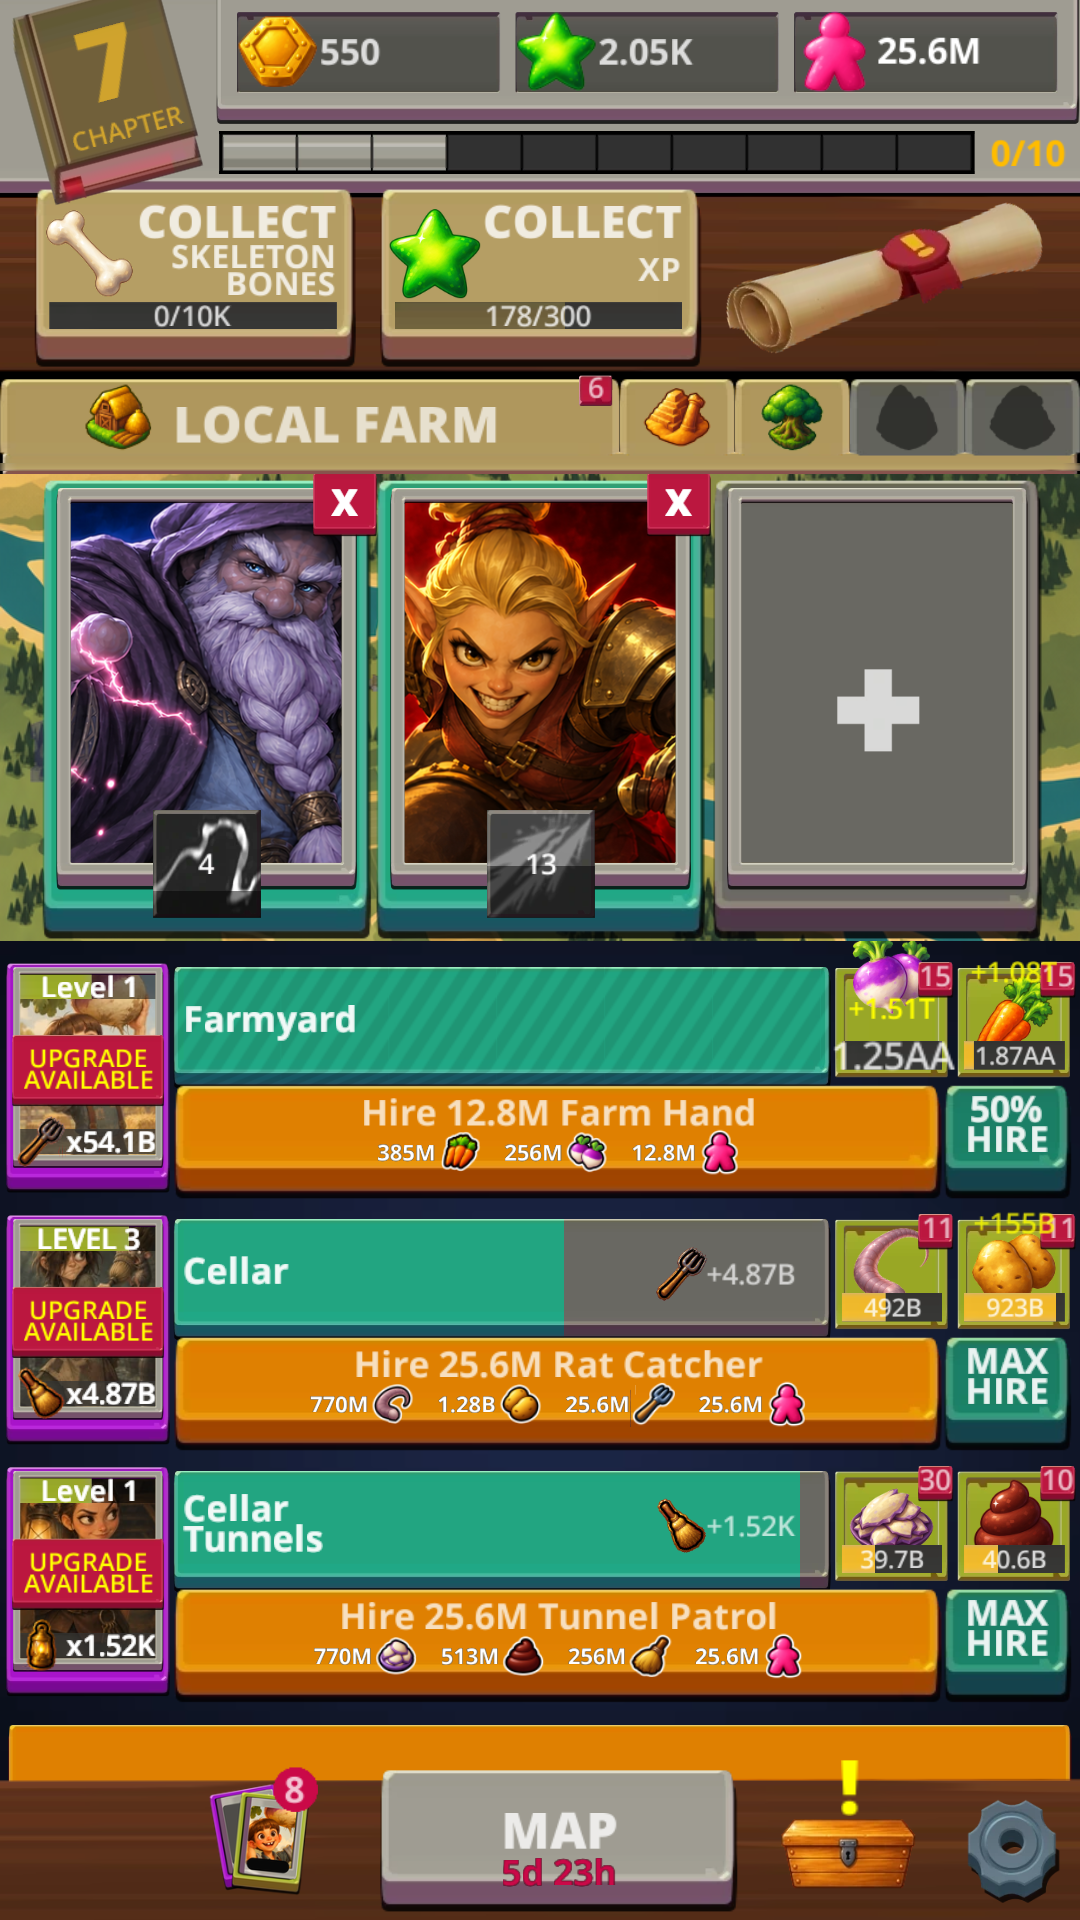 7
CHAPTER
550
2.05K
25.6M
0/10
COLLECT
SKELETON
BONES
0/10K
COLLECT
XP
178/300
LOCAL FARM
6
X
X
4
13
Level 1
UPGRADE
AVAILABLE
x54.1B
Farmyard
15
+1.51T
1.25AA
+1.08T
15
1.87AA
Hire 12.8M Farm Hand
385M 256M 12.8M
50%
HIRE
LEVEL 3
UPGRADE
AVAILABLE
x4.87B
Cellar
+4.87B
11
492B
+155B
11
923B
Hire 25.6M Rat Catcher
770M 1.28B 25.6M 25.6M
MAX
HIRE
Level 1
UPGRADE
AVAILABLE
x1.52K
Cellar
Tunnels
+1.52K
30
39.7B
10
40.6B
Hire 25.6M Tunnel Patrol
770M 513M 256M 25.6M
MAX
HIRE
8
MAP
5d 23h
!